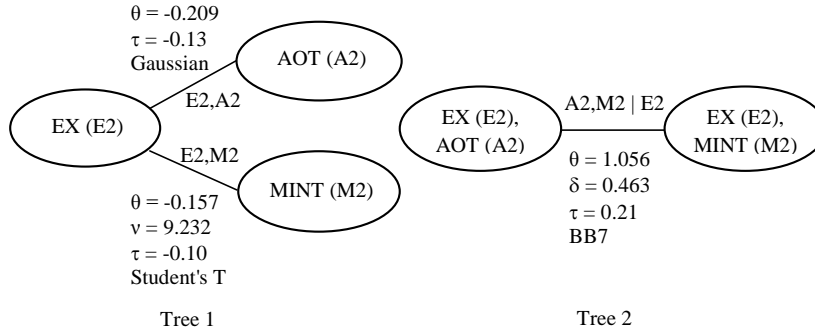 θ = -0.209
τ = -0.13
Gaussian
AOT (A2)
E2,A2
EX (E2)
E2,M2
MINT (M2)
θ = -0.157
ν = 9.232
τ = -0.10
Student's T
Tree 1
A2,M2 | E2
EX (E2),
AOT (A2)
EX (E2),
MINT (M2)
θ = 1.056
δ = 0.463
τ = 0.21
BB7
Tree 2